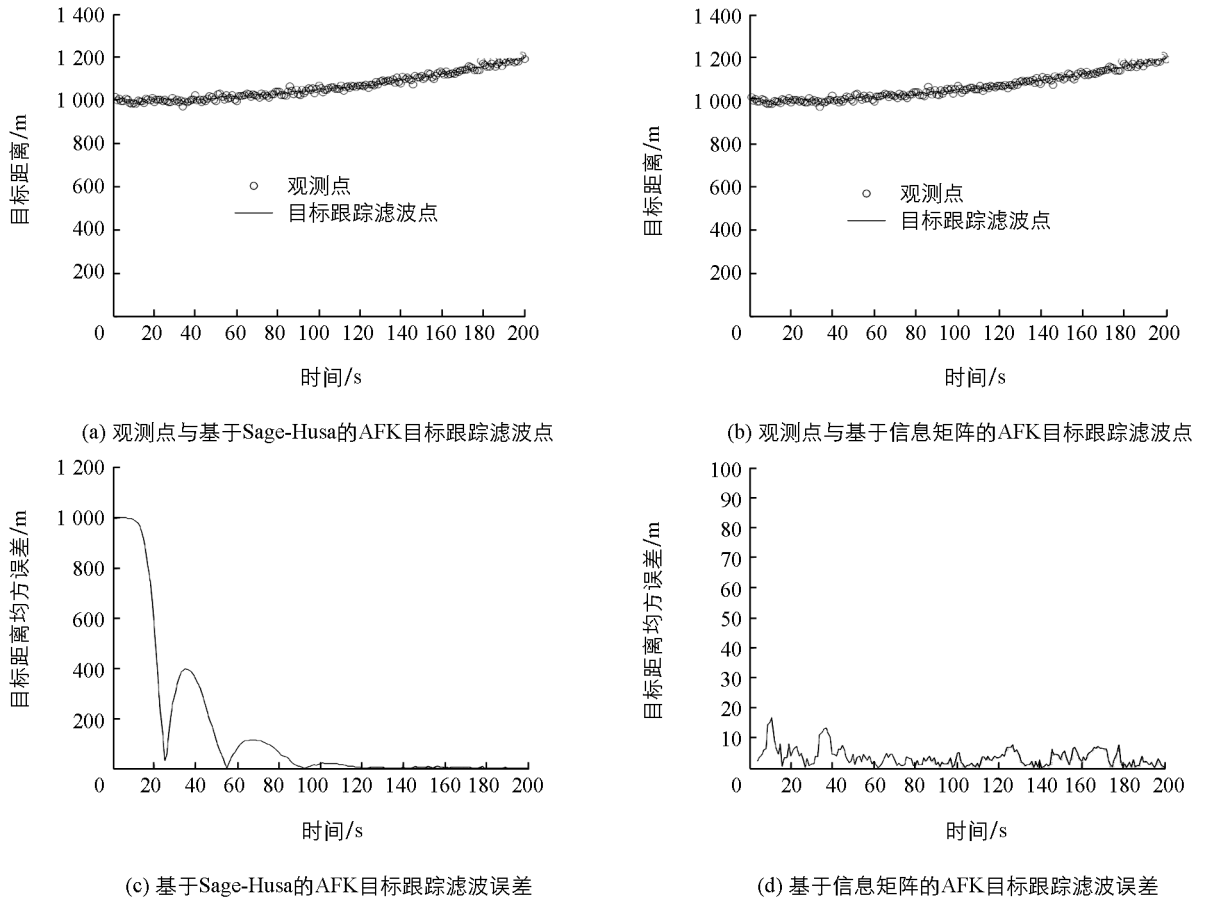 1 400
1 200
1 000
800
600
400
200
0
20 40 60 80 100 120 140 160 180 200
目标距离/m
时间/s
观测点
目标跟踪滤波点
(a) 观测点与基于Sage-Husa的AFK目标跟踪滤波点
1 400
1 200
1 000
800
600
400
200
0
20 40 60 80 100 120 140 160 180 200
目标距离/m
时间/s
观测点
目标跟踪滤波点
(b) 观测点与基于信息矩阵的AFK目标跟踪滤波点
1 200
1 000
800
600
400
200
0
20 40 60 80 100 120 140 160 180 200
目标距离均方误差/m
时间/s
(c) 基于Sage-Husa的AFK目标跟踪滤波误差
100
90
80
70
60
50
40
30
20
10
0
20 40 60 80 100 120 140 160 180 200
目标距离均方误差/m
时间/s
(d) 基于信息矩阵的AFK目标跟踪滤波误差